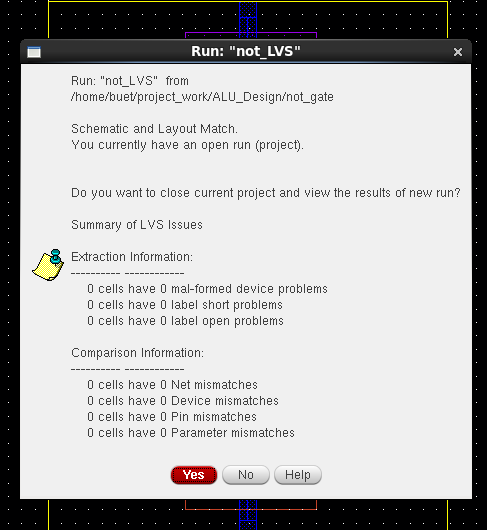 Run: "not_LVS"
Run: "not_LVS" from
/home/buet/project_work/ALU_Design/not_gate
Schematic and Layout Match.
You currently have an open run (project).
Do you want to close current project and view the results of new run?
Summary of LVS Issues
Extraction Information:
---------- ------------
0 cells have 0 mal-formed device problems
0 cells have 0 label short problems
0 cells have 0 label open problems
Comparison Information:
---------- ------------
0 cells have 0 Net mismatches
0 cells have 0 Device mismatches
0 cells have 0 Pin mismatches
0 cells have 0 Parameter mismatches
Yes No Help